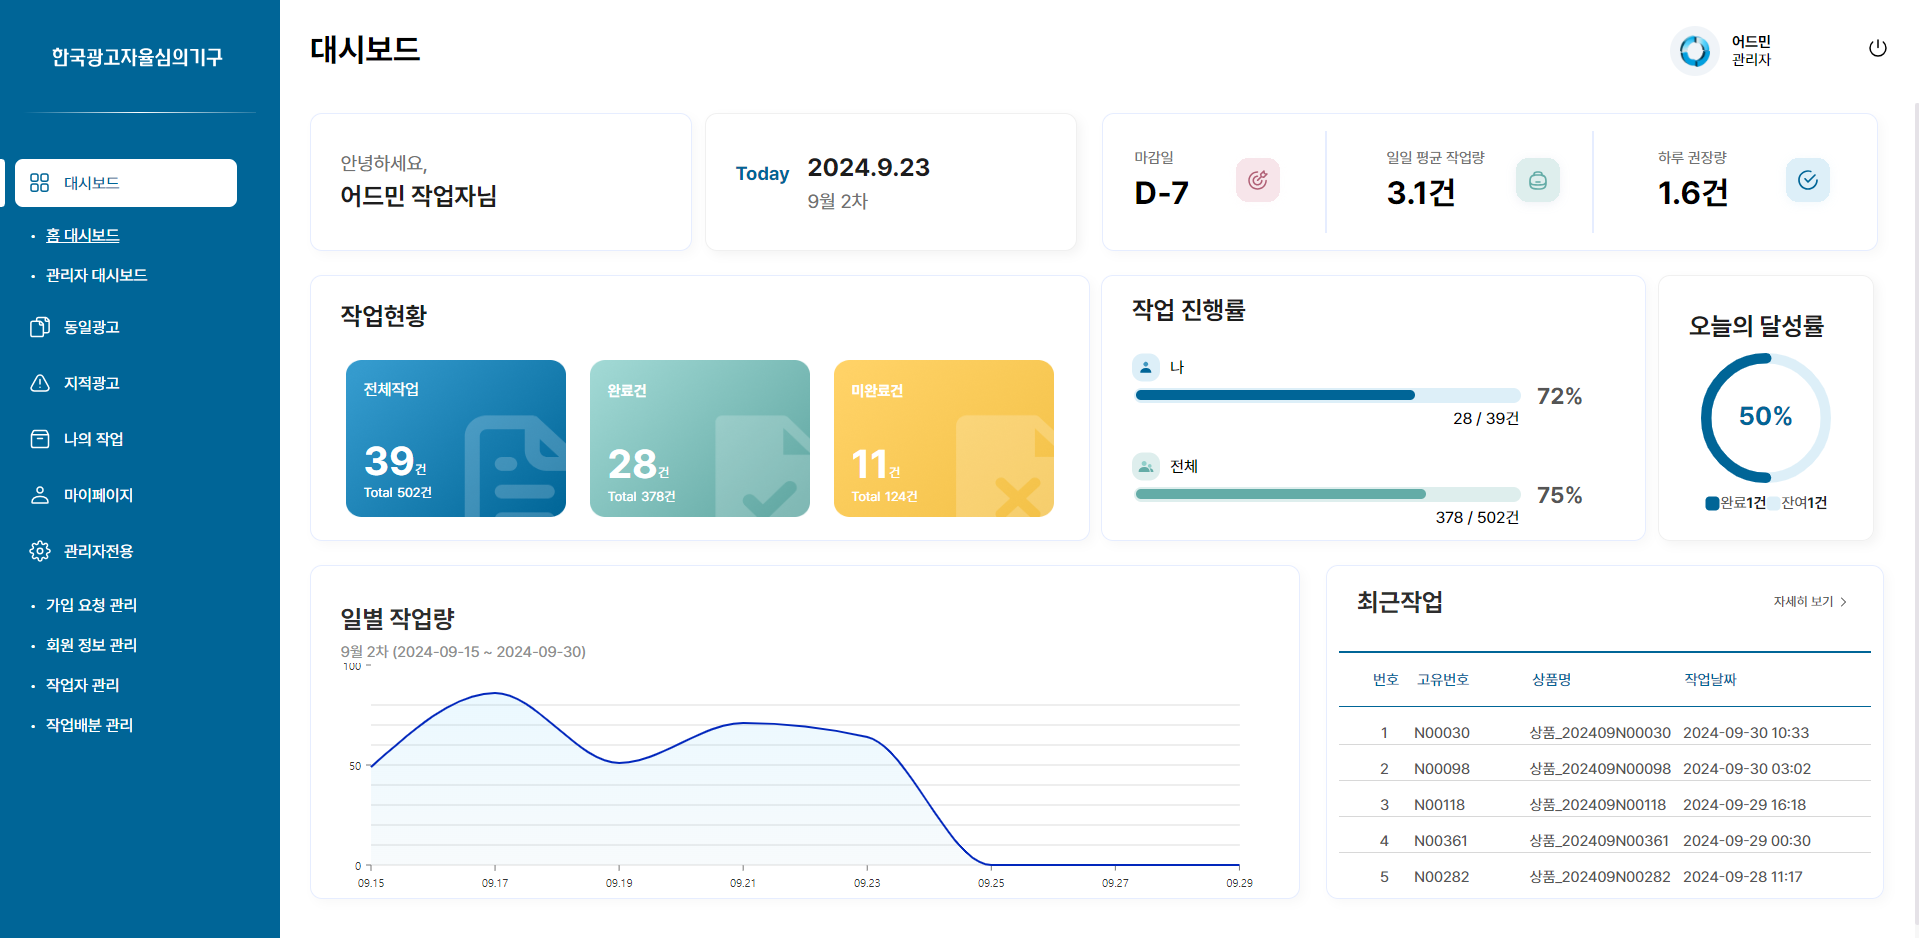 한국광고자율심의기구
대시보드
홈 대시보드
관리자 대시보드
동일광고
지적광고
나의 작업
마이페이지
관리자전용
가입 요청 관리
회원 정보 관리
작업자 관리
작업배분 관리
대시보드
어드민
관리자
안녕하세요,
어드민 작업자님
Today
2024.9.23
9월 2차
마감일
D-7
일일 평균 작업량
3.1건
하루 권장량
1.6건
작업현황
전체작업
39건
Total 502건
완료건
28건
Total 378건
미완료건
11건
Total 124건
작업 진행률
나
72%
28 / 39건
전체
75%
378 / 502건
오늘의 달성률
50%
완료1건 잔여1건
일별 작업량
9월 2차 (2024-09-15 ~ 2024-09-30)
100
50
0
09.15 09.17 09.19 09.21 09.23 09.25 09.27 09.29
최근작업
자세히 보기
번호 고유번호 상품명 작업날짜
1 N00030 상품_202409N00030 2024-09-30 10:33
2 N00098 상품_202409N00098 2024-09-30 03:02
3 N00118 상품_202409N00118 2024-09-29 16:18
4 N00361 상품_202409N00361 2024-09-29 00:30
5 N00282 상품_202409N00282 2024-09-28 11:17